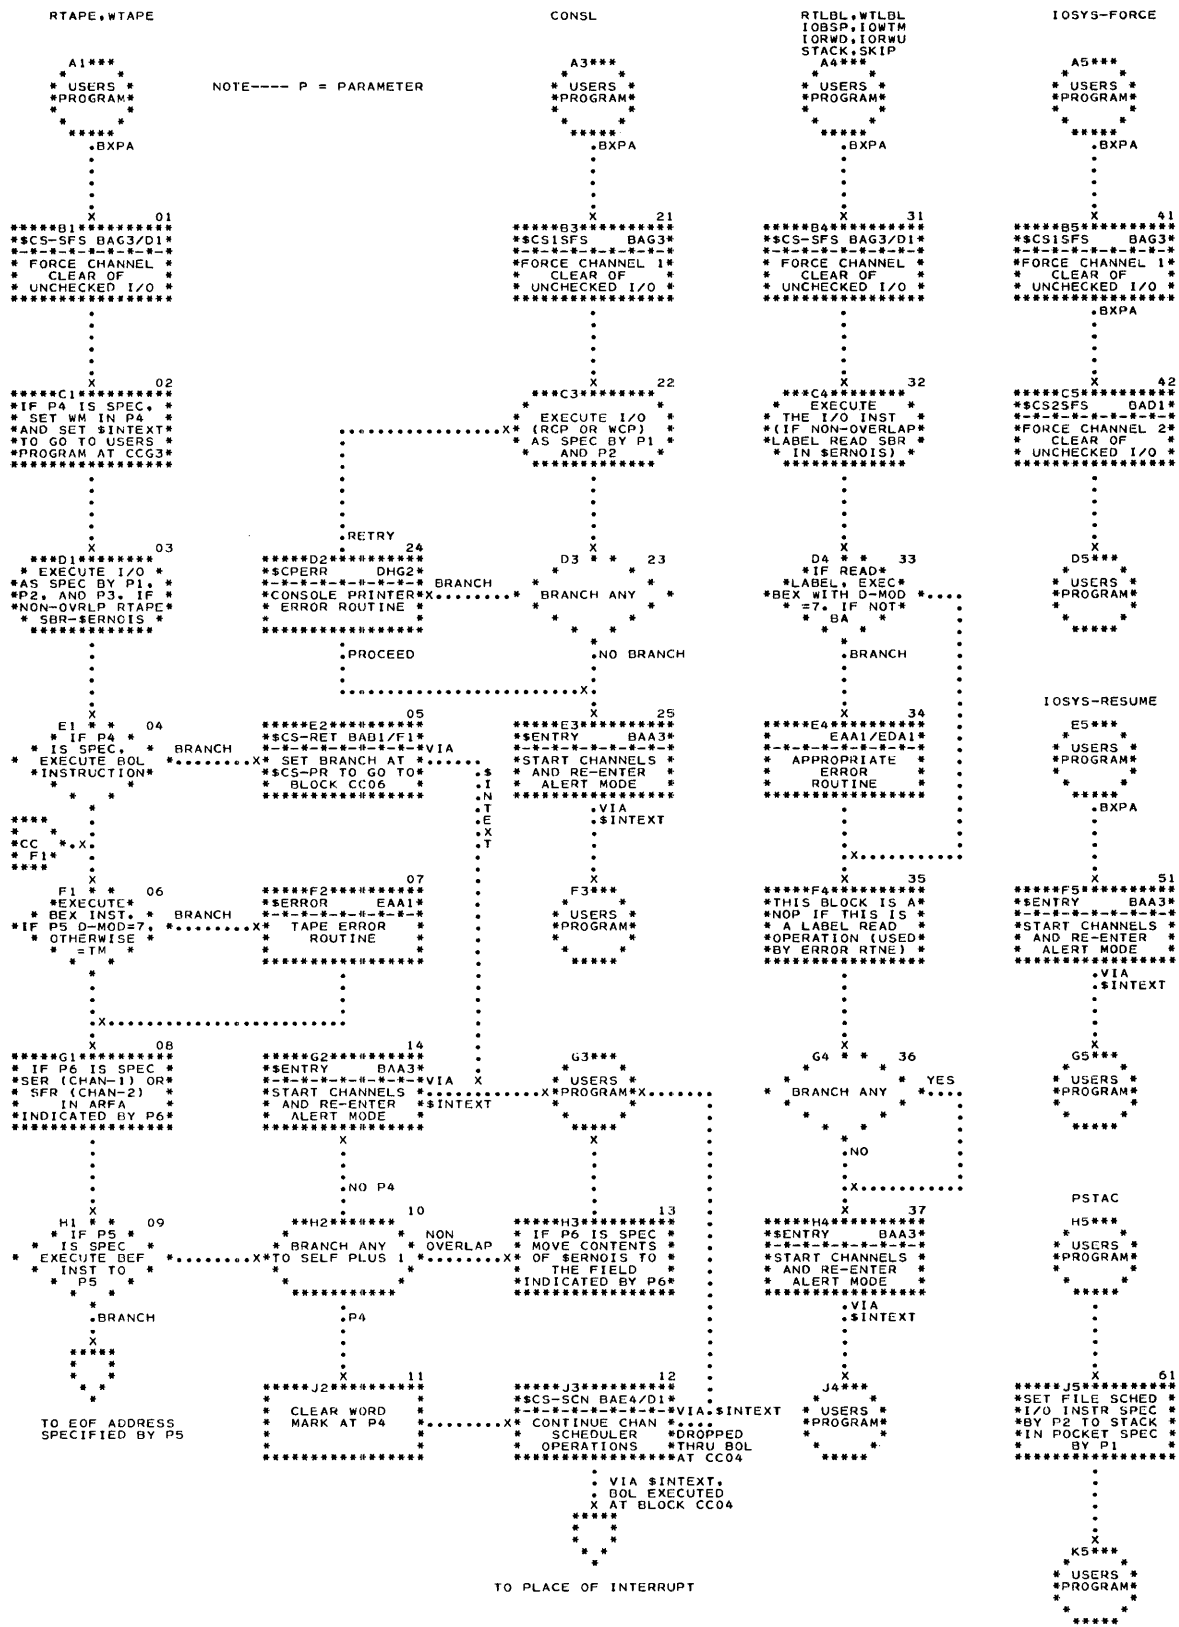 RTAPE,WTAPE
CONSL
RTLBL,WTLBL
IOBSP,IOWTM
IORWD,IORWU
STACK,SKIP
IOSYS-FORCE
NOTE---- P = PARAMETER
A1
USERS
PROGRAM
BXPA
A3
USERS
PROGRAM
BXPA
A4
USERS
PROGRAM
BXPA
A5
USERS
PROGRAM
BXPA
01
B1
$CS-SFS BAG3/D1
FORCE CHANNEL
CLEAR OF
UNCHECKED I/O
21
B3
$CS1SFS BAG3
FORCE CHANNEL 1
CLEAR OF
UNCHECKED I/O
31
B4
$CS-SFS BAG3/D1
FORCE CHANNEL
CLEAR OF
UNCHECKED I/O
41
B5
$CS1SFS BAG3
FORCE CHANNEL 1
CLEAR OF
UNCHECKED I/O
BXPA
02
C1
IF P4 IS SPEC,
SET WM IN P4
AND SET $INTEXT
TO GO TO USERS
PROGRAM AT CCG3
22
C3
EXECUTE I/O
(RCP OR WCP)
AS SPEC BY P1
AND P2
32
C4
EXECUTE
THE I/O INST
(IF NON-OVERLAP
LABEL READ SBR
IN $ERNOIS)
42
C5
$CS2SFS BAD1
FORCE CHANNEL 2
CLEAR OF
UNCHECKED I/O
03
D1
EXECUTE I/O
AS SPEC BY P1,
P2, AND P3. IF
NON-OVRLP RTAPE
SBR-$ERNOIS
RETRY
24
D2
$CPERR DHG2
CONSOLE PRINTER
ERROR ROUTINE
BRANCH
PROCEED
D3 23
BRANCH ANY
NO BRANCH
D4 33
IF READ
LABEL, EXEC
BEX WITH D-MOD
=7. IF NOT
BA
BRANCH
D5
USERS
PROGRAM
E1 04
IF P4
IS SPEC,
EXECUTE BOL
INSTRUCTION
BRANCH
05
E2
$CS-RET BAB1/F1
SET BRANCH AT
$CS-PR TO GO TO
BLOCK CC06
VIA
$INTEXT
25
E3
$ENTRY BAA3
START CHANNELS
AND RE-ENTER
ALERT MODE
VIA
$INTEXT
34
E4
EAA1/EDA1
APPROPRIATE
ERROR
ROUTINE
IOSYS-RESUME
E5
USERS
PROGRAM
BXPA
CC
F1
F1 06
EXECUTE
BEX INST.
IF P5 D-MOD=7,
OTHERWISE
=TM
BRANCH
07
F2
$ERROR EAA1
TAPE ERROR
ROUTINE
F3
USERS
PROGRAM
35
F4
THIS BLOCK IS A
NOP IF THIS IS
A LABEL READ
OPERATION (USED
BY ERROR RTNE)
51
F5
$ENTRY BAA3
START CHANNELS
AND RE-ENTER
ALERT MODE
VIA
$INTEXT
08
G1
IF P6 IS SPEC
SER (CHAN-1) OR
SFR (CHAN-2)
IN AREA
INDICATED BY P6
14
G2
$ENTRY BAA3
START CHANNELS
AND RE-ENTER
ALERT MODE
VIA
$INTEXT
NO P4
G3
USERS
PROGRAM
G4 36
BRANCH ANY
YES
NO
G5
USERS
PROGRAM
H1 09
IF P5
IS SPEC
EXECUTE BEF
INST TO
P5
BRANCH
10
H2
BRANCH ANY
TO SELF PLUS 1
NON
OVERLAP
P4
13
H3
IF P6 IS SPEC
MOVE CONTENTS
OF $ERNOIS TO
THE FIELD
INDICATED BY P6
37
H4
$ENTRY BAA3
START CHANNELS
AND RE-ENTER
ALERT MODE
VIA
$INTEXT
PSTAC
H5
USERS
PROGRAM
TO EOF ADDRESS
SPECIFIED BY P5
11
J2
CLEAR WORD
MARK AT P4
12
J3
$CS-SCN BAE4/D1
CONTINUE CHAN
SCHEDULER
OPERATIONS
VIA $INTEXT
DROPPED
THRU BOL
AT CC04
VIA $INTEXT,
BOL EXECUTED
AT BLOCK CC04
J4
USERS
PROGRAM
61
J5
SET FILE SCHED
I/O INSTR SPEC
BY P2 TO STACK
IN POCKET SPEC
BY P1
TO PLACE OF INTERRUPT
K5
USERS
PROGRAM